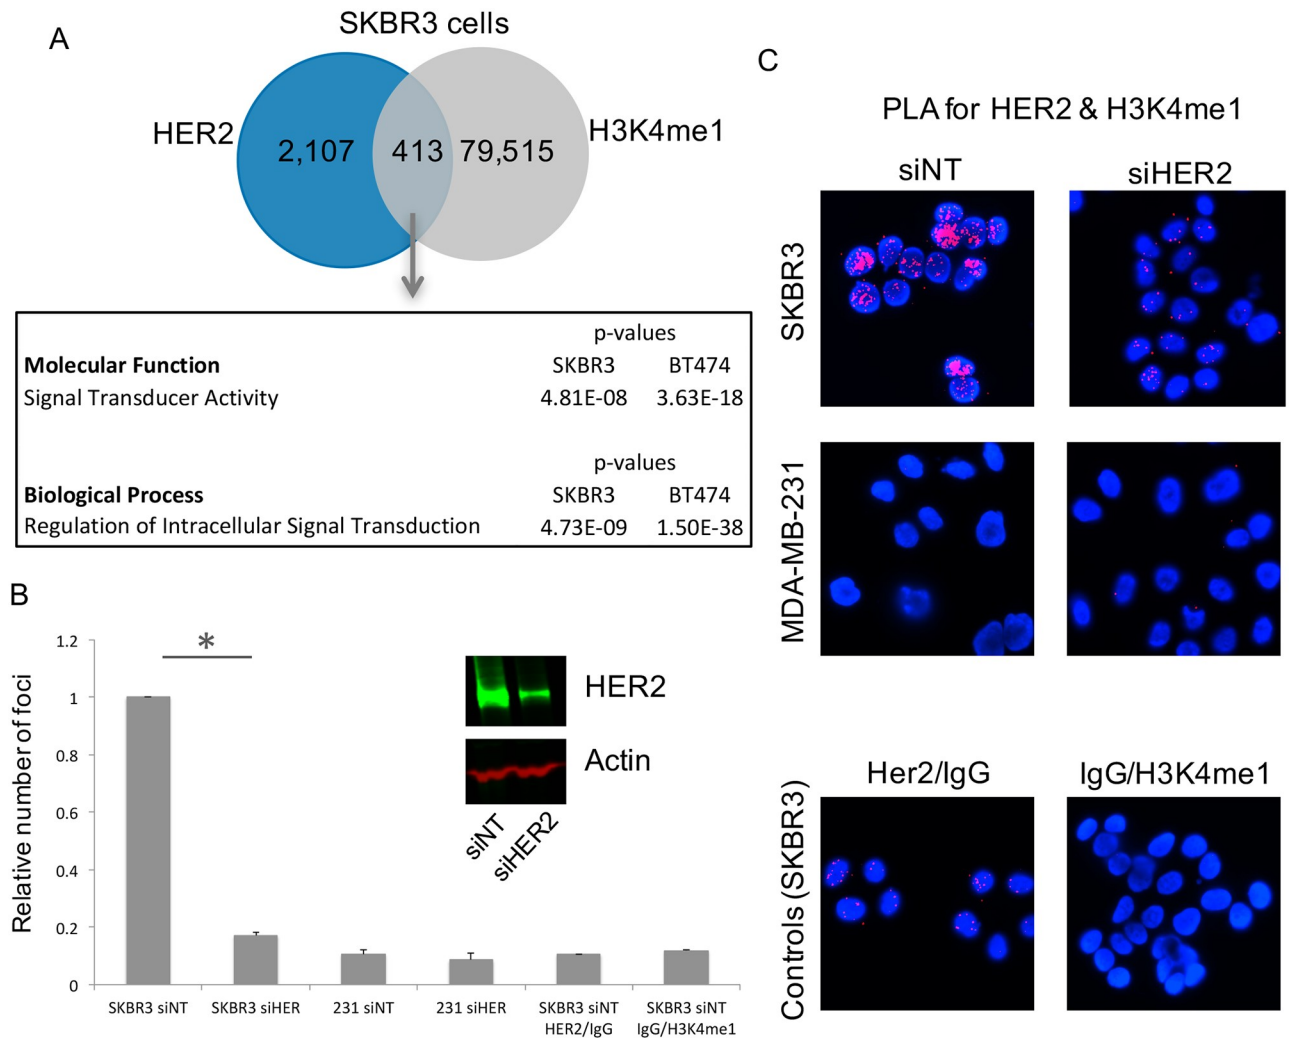 A
SKBR3 cells
HER2
2,107
413
79,515
H3K4me1
p-values
Molecular Function
SKBR3
BT474
Signal Transducer Activity
4.81E-08
3.63E-18
p-values
Biological Process
SKBR3
BT474
Regulation of Intracellular Signal Transduction
4.73E-09
1.50E-38
B
Relative number of foci
1.2
1
0.8
0.6
0.4
0.2
0
*
HER2
Actin
siNT
siHER2
SKBR3 siNT
SKBR3 siHER
231 siNT
231 siHER
SKBR3 siNT
HER2/IgG
SKBR3 siNT
IgG/H3K4me1
C
PLA for HER2 & H3K4me1
siNT
siHER2
SKBR3
MDA-MB-231
Controls (SKBR3)
Her2/IgG
IgG/H3K4me1